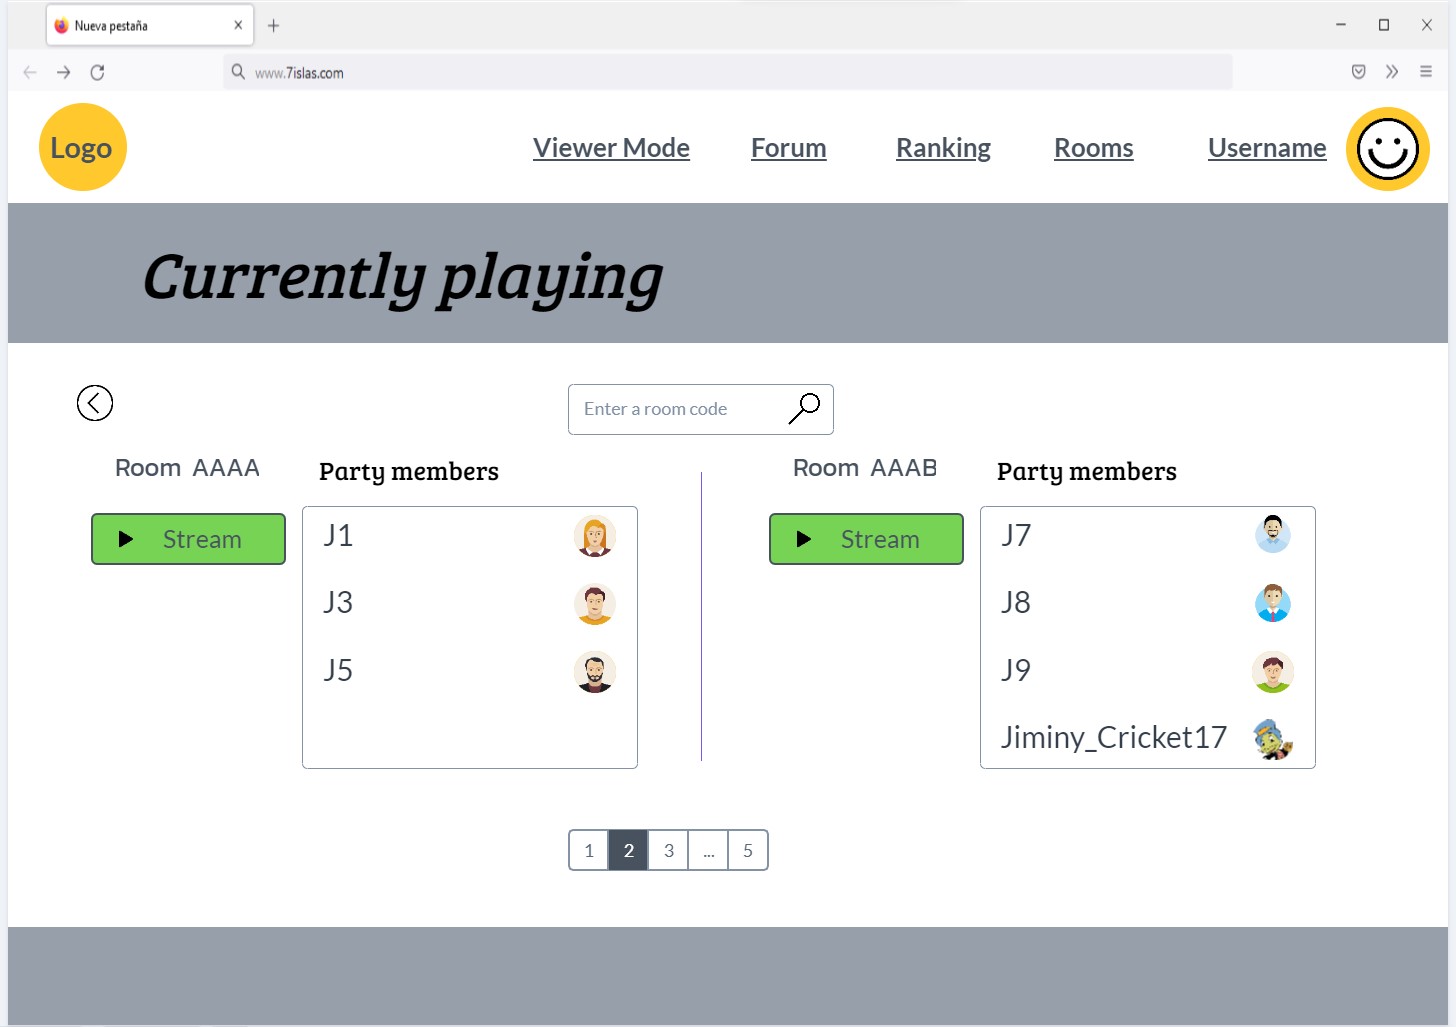 Nueva pestaña
www.7islas.com
Logo
Viewer Mode Forum Ranking Rooms Username
Currently playing
Enter a room code
Room AAAA
Party members
Stream
J1
J3
J5
Room AAAB
Party members
Stream
J7
J8
J9
Jiminy_Cricket17
1 2 3 ... 5